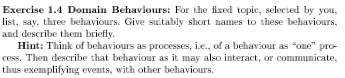 Exercise 1.4 Domain Behaviours: For the fixed topic, selected by you,
list, say, three behaviours. Give suitably short names to these behaviours,
and describe them briefly.
Hint: Think of behaviours as processes, i.e., of a behaviour as “one” pro-
cess. Then describe that behaviour as it may also interact, or communicate,
thus exemplifying events, with other behaviours.